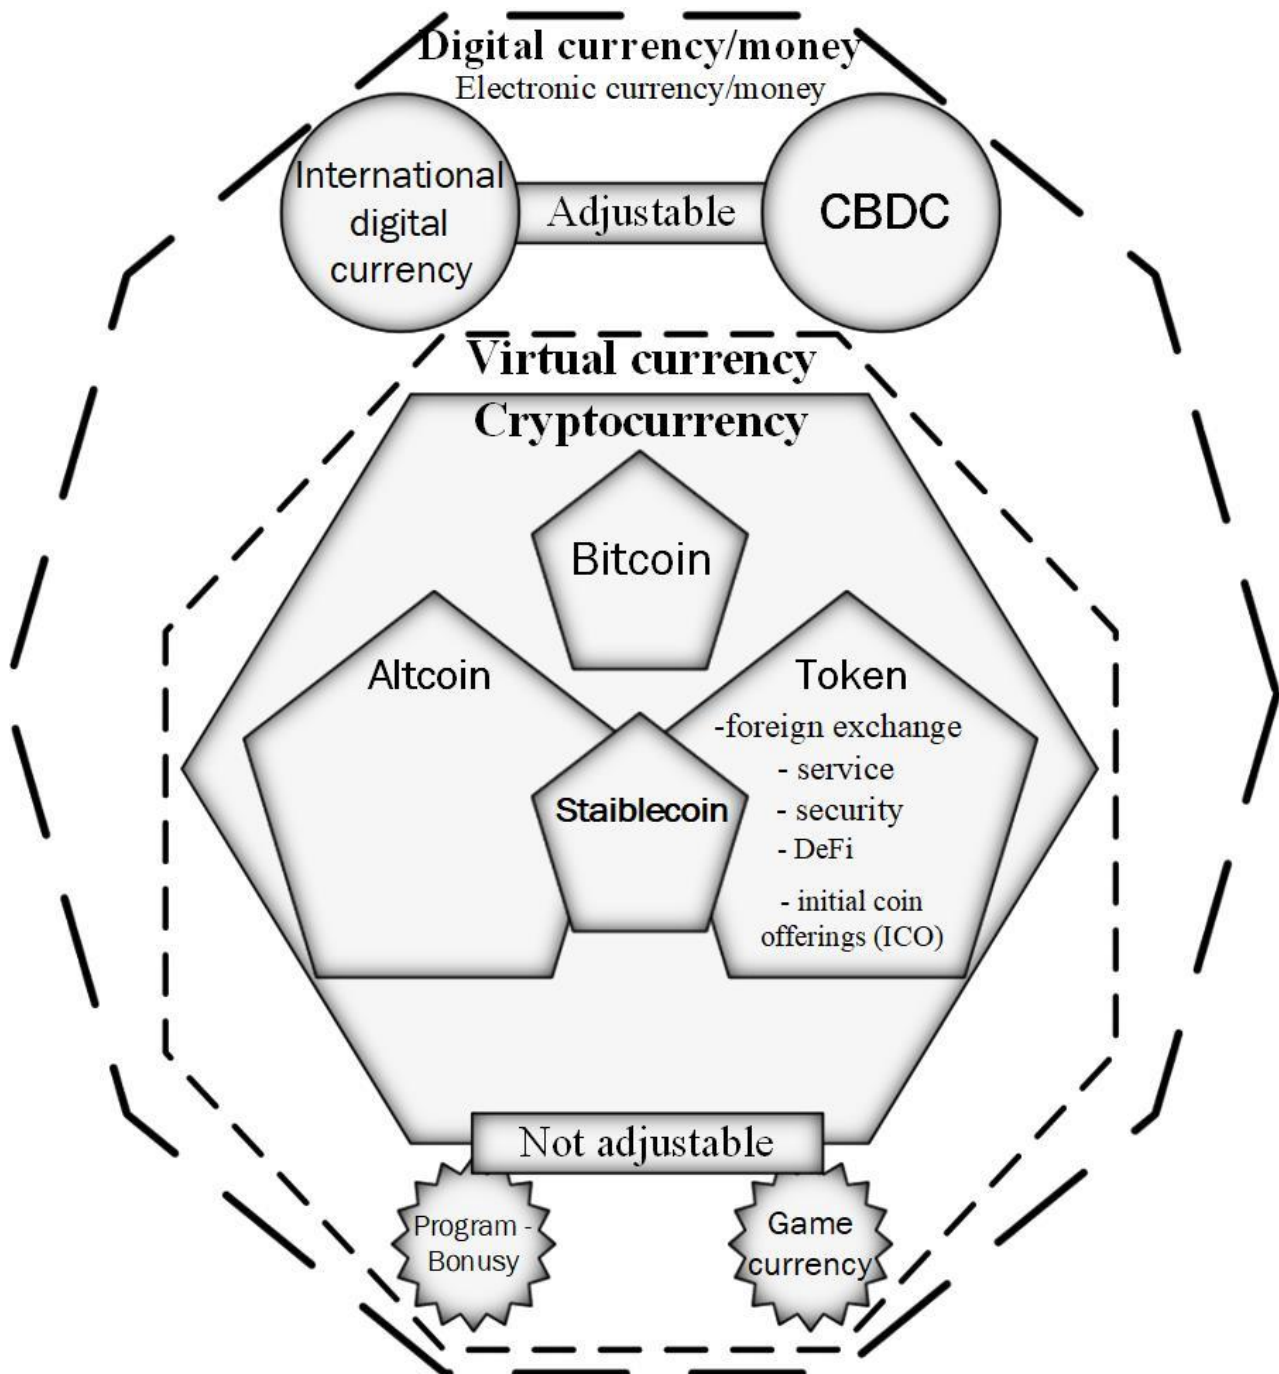 Digital currency/money
Electronic currency/money
International
digital
currency
Adjustable
CBDC
Virtual currency
Cryptocurrency
Bitcoin
Altcoin
Token
-foreign exchange
- service
- security
- DeFi
- initial coin
offerings (ICO)
Staiblecoin
Not adjustable
Program -
Bonusy
Game
currency